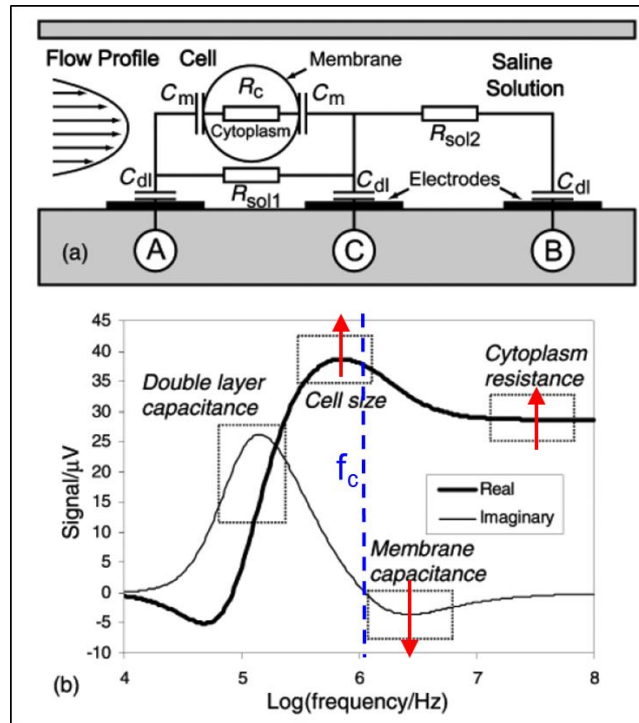 Flow Profile Cell Membrane Saline Solution
C_m R_c C_m
Cytoplasm
R_sol2
C_dl R_sol1 C_dl Electrodes C_dl
(a) A C B
45
40
35
30
25
20
15
10
5
0
-5
-10
Signal/μV
Double layer
capacitance
Cell size
Cytoplasm
resistance
f_c
Real
Imaginary
Membrane
capacitance
4 5 6 7 8
(b) Log(frequency/Hz)